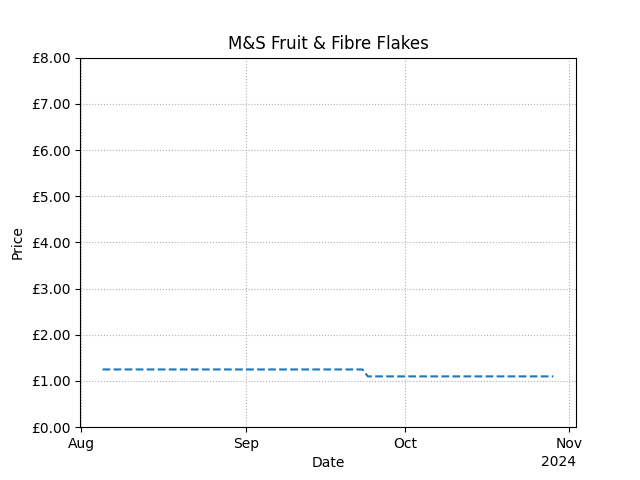 M&S Fruit & Fibre Flakes
£8.00
£7.00
£6.00
£5.00
£4.00
£3.00
£2.00
£1.00
£0.00
Price
Aug Sep Oct Nov
Date
2024